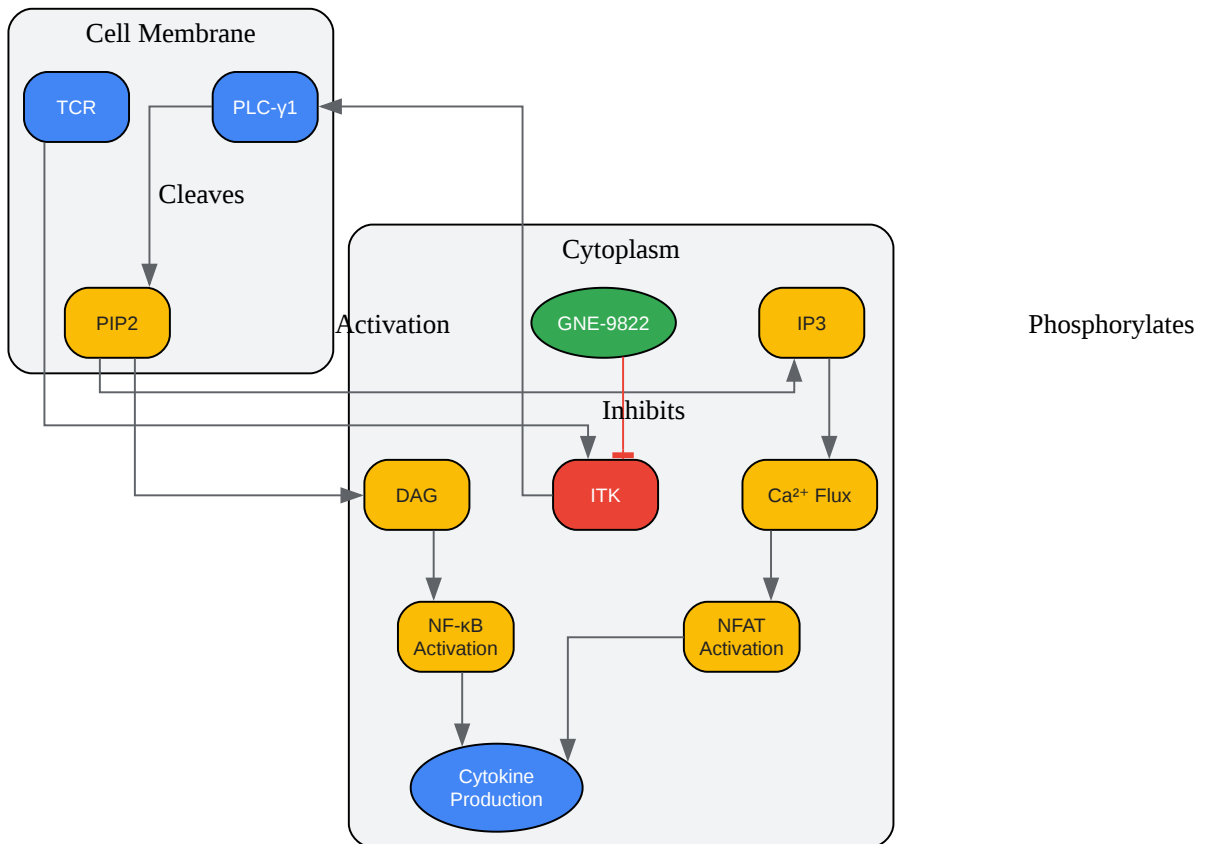 Cell Membrane
TCR
PLC-γ1
Cleaves
Cytoplasm
PIP2
Activation
GNE-9822
IP3
Phosphorylates
Inhibits
DAG
ITK
Ca²⁺ Flux
NF-κB
Activation
NFAT
Activation
Cytokine
Production